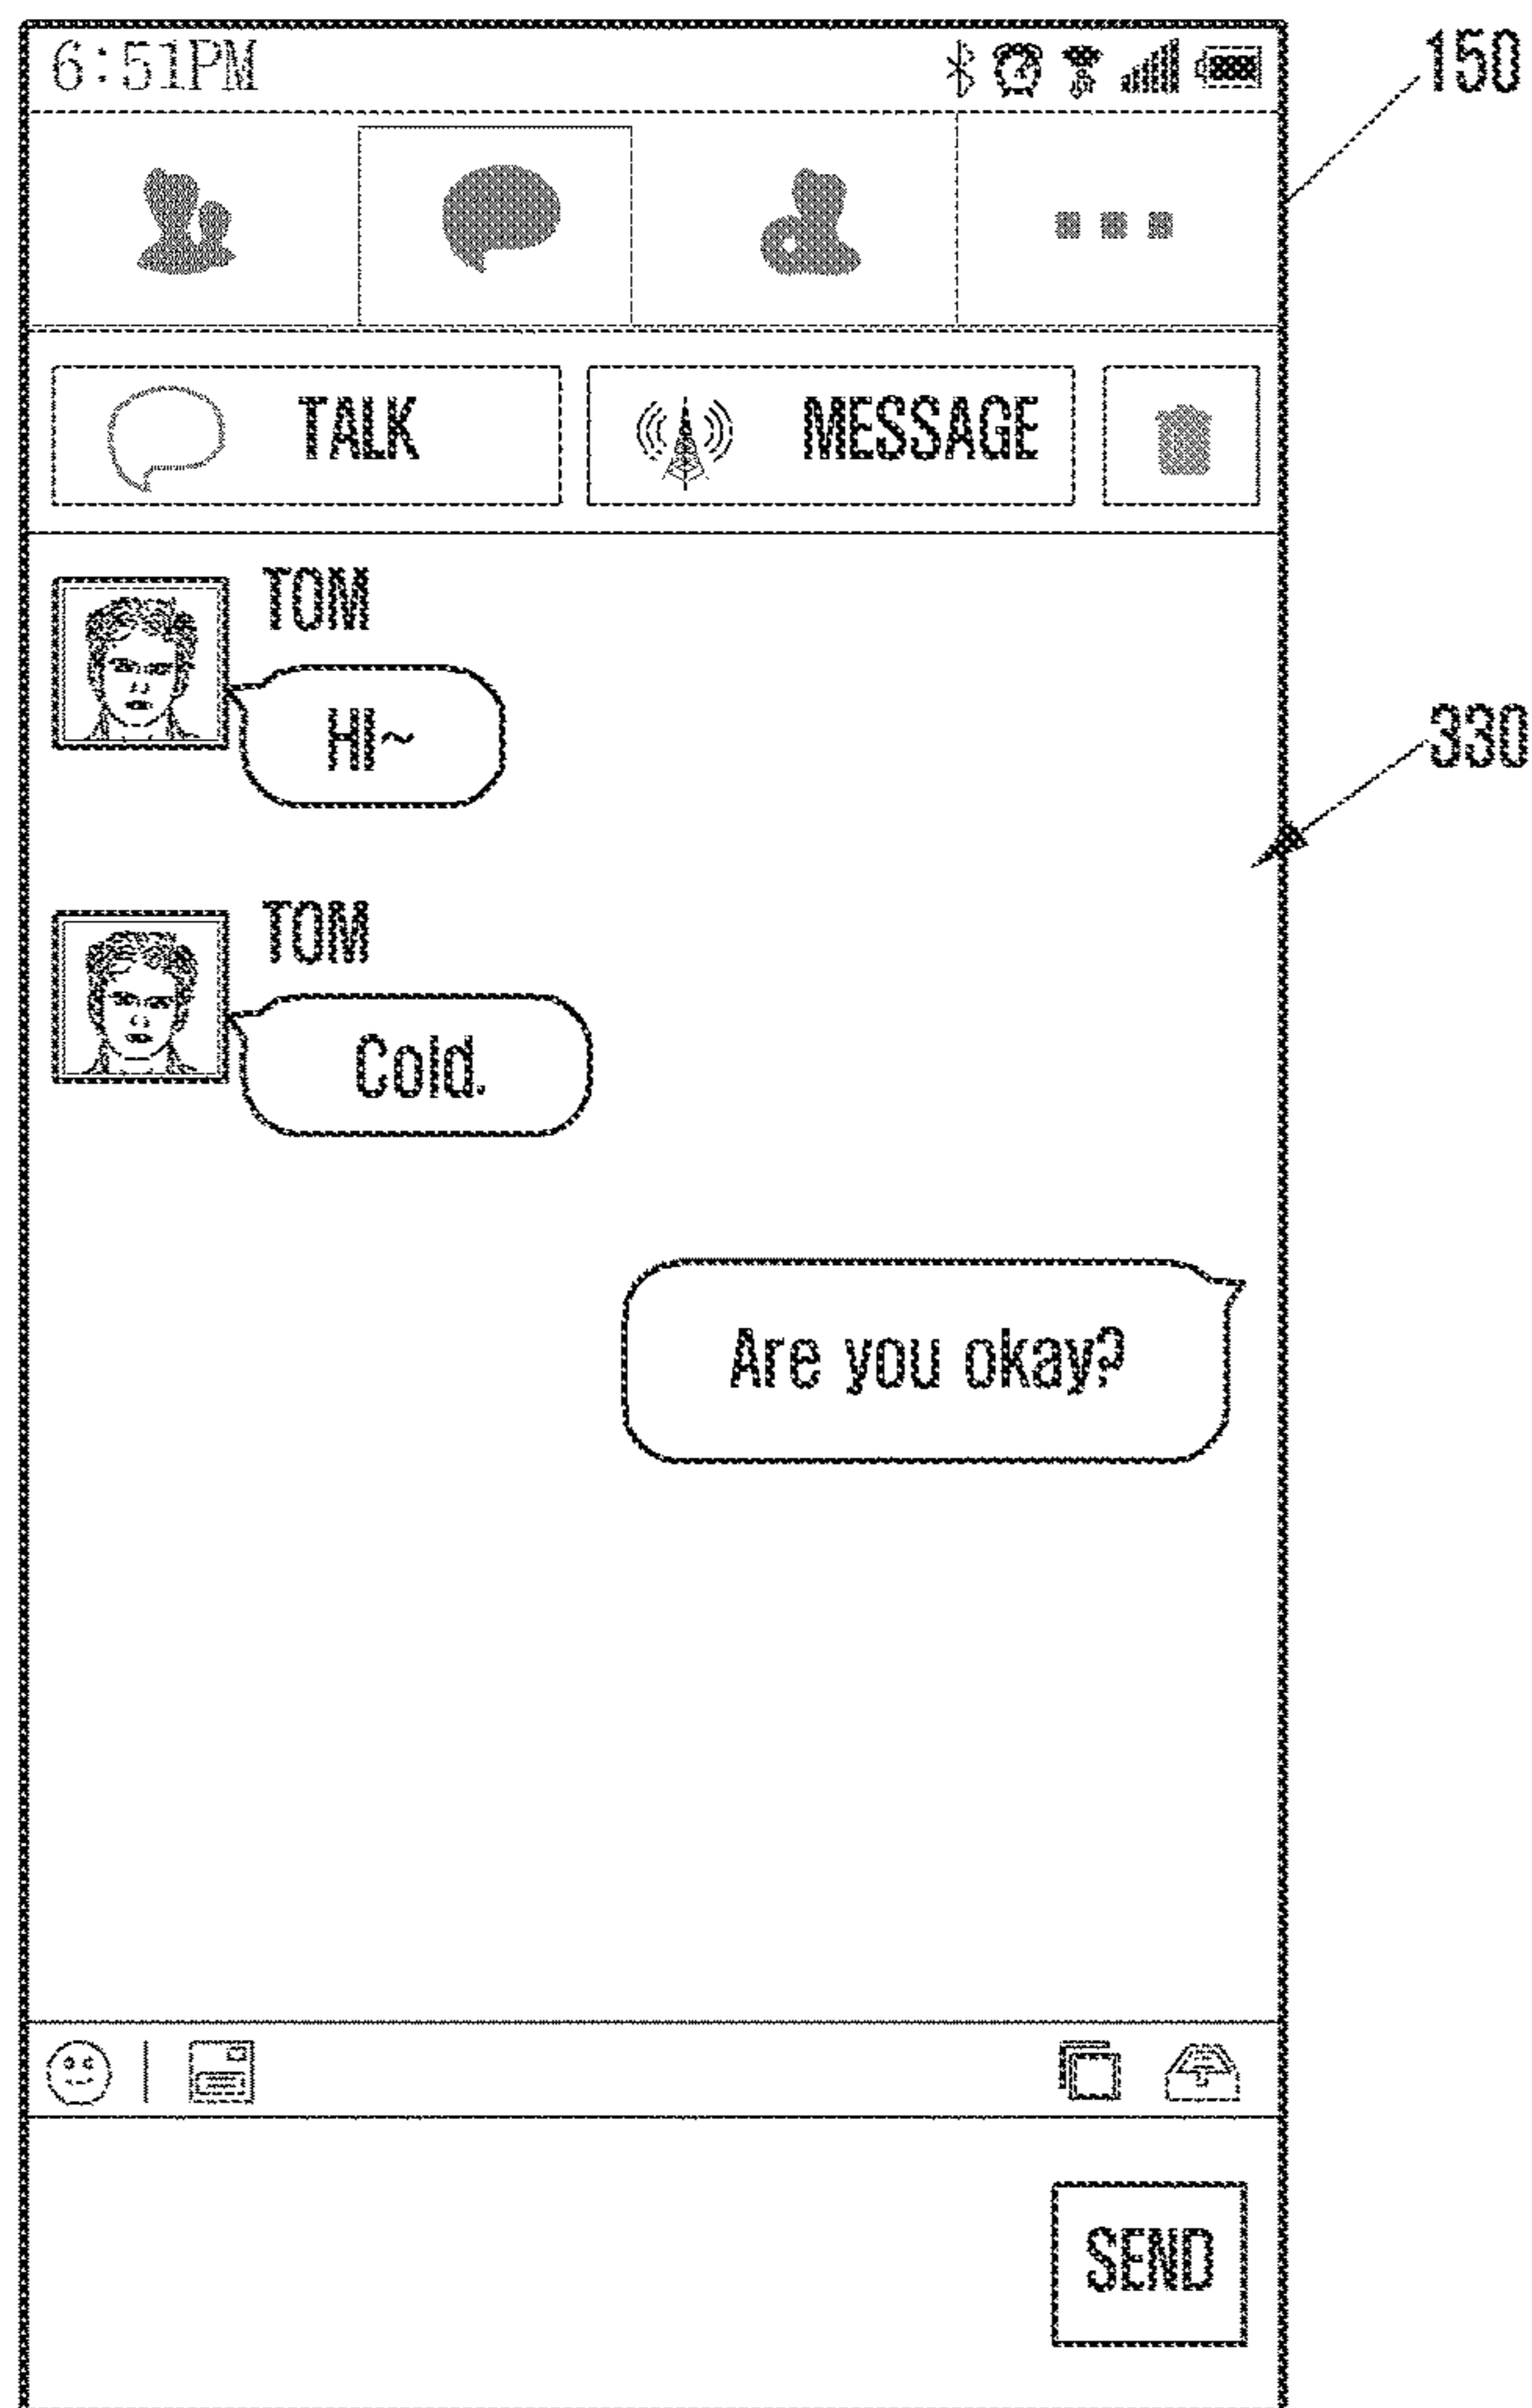 6:51PM
150
TALK
MESSAGE
TOM
HI~
330
TOM
Cold.
Are you okay?
SEND